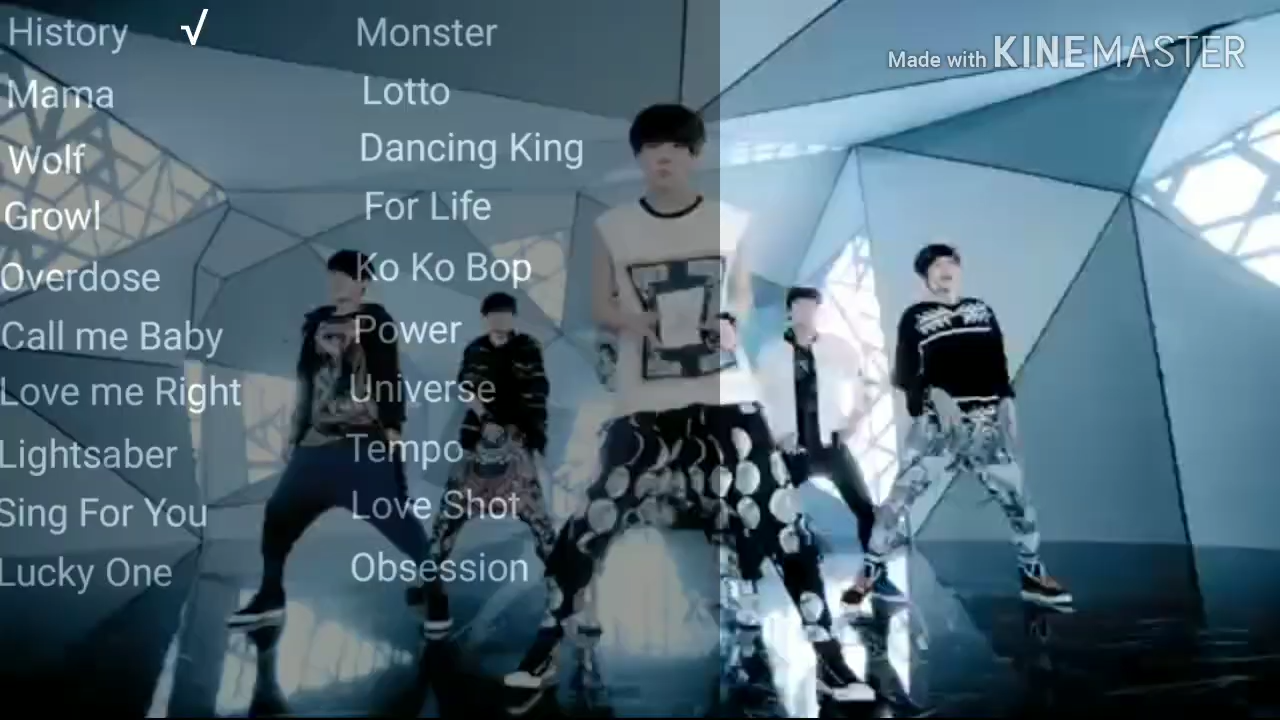 History √
Mama
Wolf
Growl
Overdose
Call me Baby
Love me Right
Lightsaber
Sing For You
Lucky One
Monster
Lotto
Dancing King
For Life
Ko Ko Bop
Power
Universe
Tempo
Love Shot
Obsession
Made with KINEMASTER